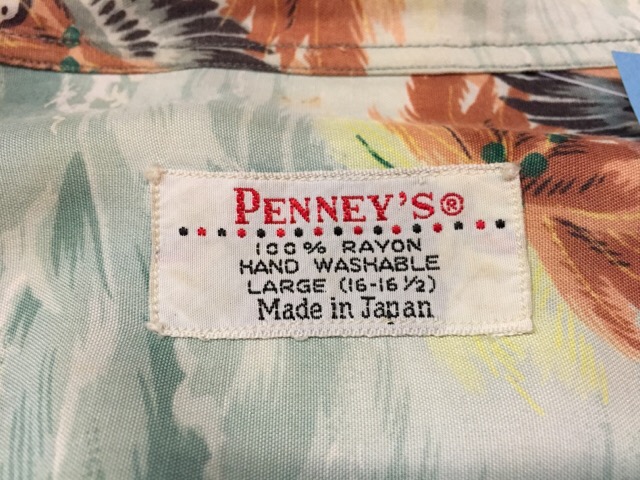 PENNEY'S®
100% RAYON
HAND WASHABLE
LARGE (16-16½)
Made in Japan